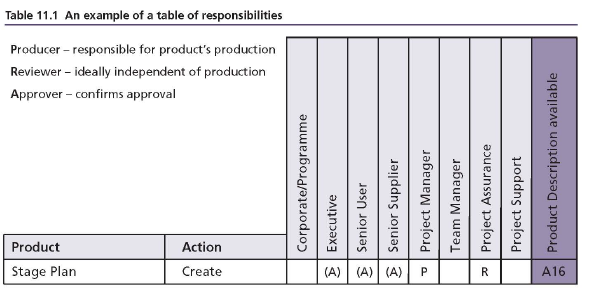 Table 11.1 An example of a table of responsibilities
Producer – responsible for product's production
Reviewer – ideally independent of production
Approver – confirms approval
Corporate/Programme
Executive
Senior User
Senior Supplier
Project Manager
Team Manager
Project Assurance
Project Support
Product Description available
Product Action
Stage Plan Create (A) (A) (A) P R A16